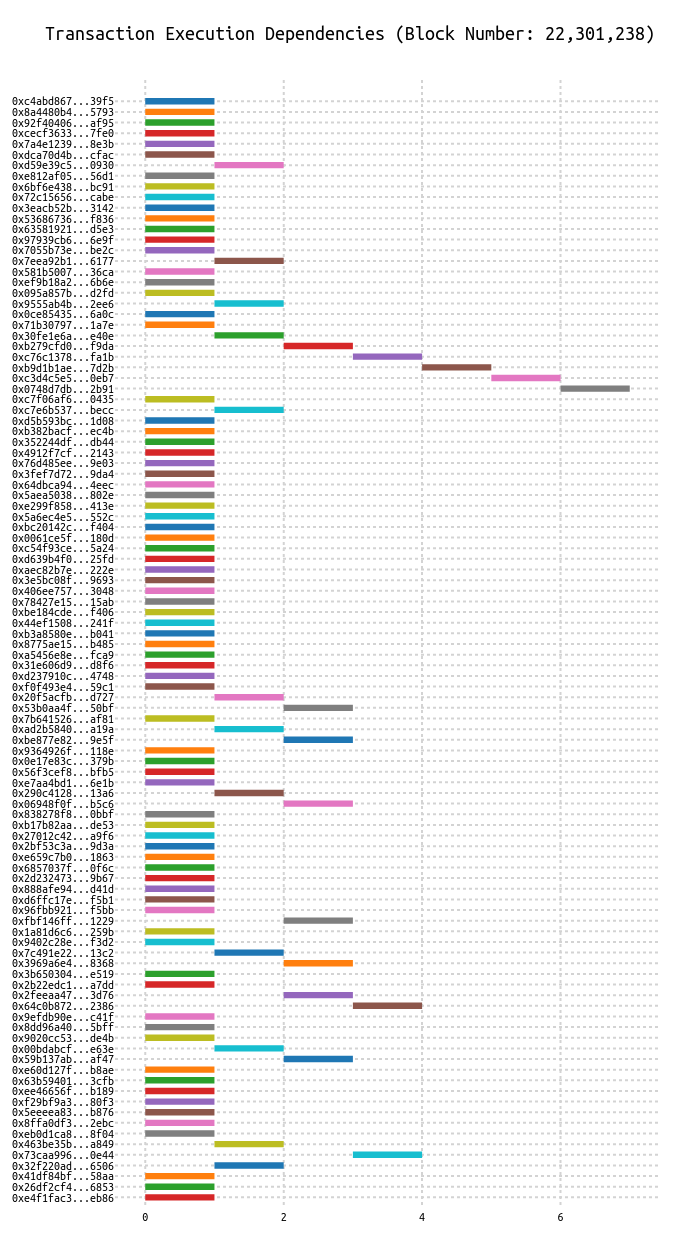 Transaction Execution Dependencies (Block Number: 22,301,238)
0xc4abd867...39f5
0x8a4480b4...5793
0x92f40406...af95
0xcecf3633...7fe0
0x7a4e1239...8e3b
0xdca70d4b...cfac
0xd59e39c5...0930
0xe812af05...56d1
0x6bf6e438...bc91
0x72c15656...cabe
0x3eacb52b...3142
0x53686736...f836
0x63581921...d5e3
0x97939cb6...6e9f
0x7055b73e...be2c
0x7eea92b1...6177
0x581b5007...36ca
0xef9b18a2...6b6e
0x095a857b...d2fd
0x9555ab4b...2ee6
0x0ce85435...6a0c
0x71b30797...1a7e
0x30fe1e6a...e40e
0xb279cfd0...f9da
0xc76c1378...fa1b
0xb9d1b1ae...7d2b
0xc3d4c5e5...0eb7
0x0748d7db...2b91
0xc7f06af6...0435
0xc7e6b537...becc
0xd5b593bc...1d08
0xb382bacf...ec4b
0x352244df...db44
0x4912f7cf...2143
0x76d485ee...9e03
0x3fef7d72...9da4
0x64dbca94...4eec
0x5aea5038...802e
0xe299f858...413e
0x5a6ec4e5...552c
0xbc20142c...f404
0x0061ce5f...180d
0xc54f93ce...5a24
0xd639b4f0...25fd
0xaec82b7e...222e
0x3e5bc08f...9693
0x406ee757...3048
0x78427e15...15ab
0xbe184cde...f406
0x44ef1508...241f
0xb3a8580e...b041
0x8775ae15...b485
0xa5456e8e...fca9
0x31e606d9...d8f6
0xd237910c...4748
0xf0f493e4...59c1
0x20f5acfb...d727
0x53b0aa4f...50bf
0x7b641526...af81
0xad2b5840...a19a
0xbe877e82...9e5f
0x9364926f...118e
0x0e17e83c...379b
0x56f3cef8...bfb5
0xe7aa4bd1...6e1b
0x290c4128...13a6
0x06948f0f...b5c6
0x838278f8...0bbf
0xb17b82aa...de53
0x27012c42...a9f6
0x2bf53c3a...9d3a
0xe659c7b0...1863
0x6857037f...0f6c
0x2d232473...9b67
0x888afe94...d41d
0xd6ffc17e...f5b1
0x96fbb921...f5bb
0xfbf146ff...1229
0x1a81d6c6...259b
0x9402c28e...f3d2
0x7c491e22...13c2
0x3969a6e4...8368
0x3b650304...e519
0x2b22edc1...a7dd
0x2feeaa47...3d76
0x64c0b872...2386
0x9efdb90e...c41f
0x8dd96a40...5bff
0x9020cc53...de4b
0x00bdabcf...e63e
0x59b137ab...af47
0xe60d127f...b8ae
0x63b59401...3cfb
0xee46656f...b189
0xf29bf9a3...80f3
0x5eeeea83...b876
0x8ffa0df3...2ebc
0xeb0d1ca8...8f04
0x463be35b...a849
0x73caa996...0e44
0x32f220ad...6506
0x41df84bf...58aa
0x26df2cf4...6853
0xe4f1fac3...eb86
0 2 4 6